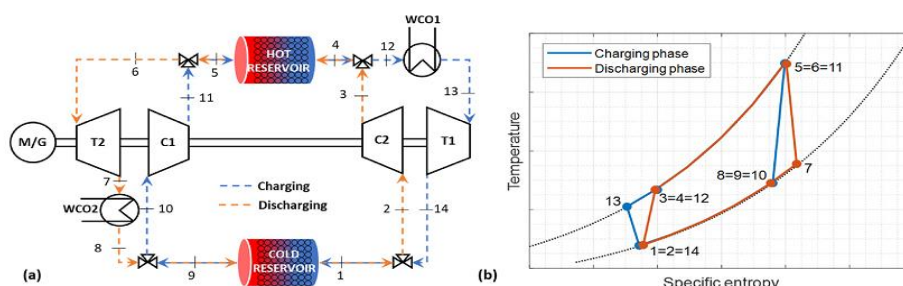 WCO1
HOT
RESERVOIR
6
5
4
12
11
3
13
M/G
T2
C1
C2
T1
7
WCO2
10
Charging
Discharging
2
14
8
9
COLD
RESERVOIR
1
(a)
(b)
Charging phase
Discharging phase
5=6=11
Temperature
8=9=10
7
3=4=12
13
1=2=14
Specific entropy